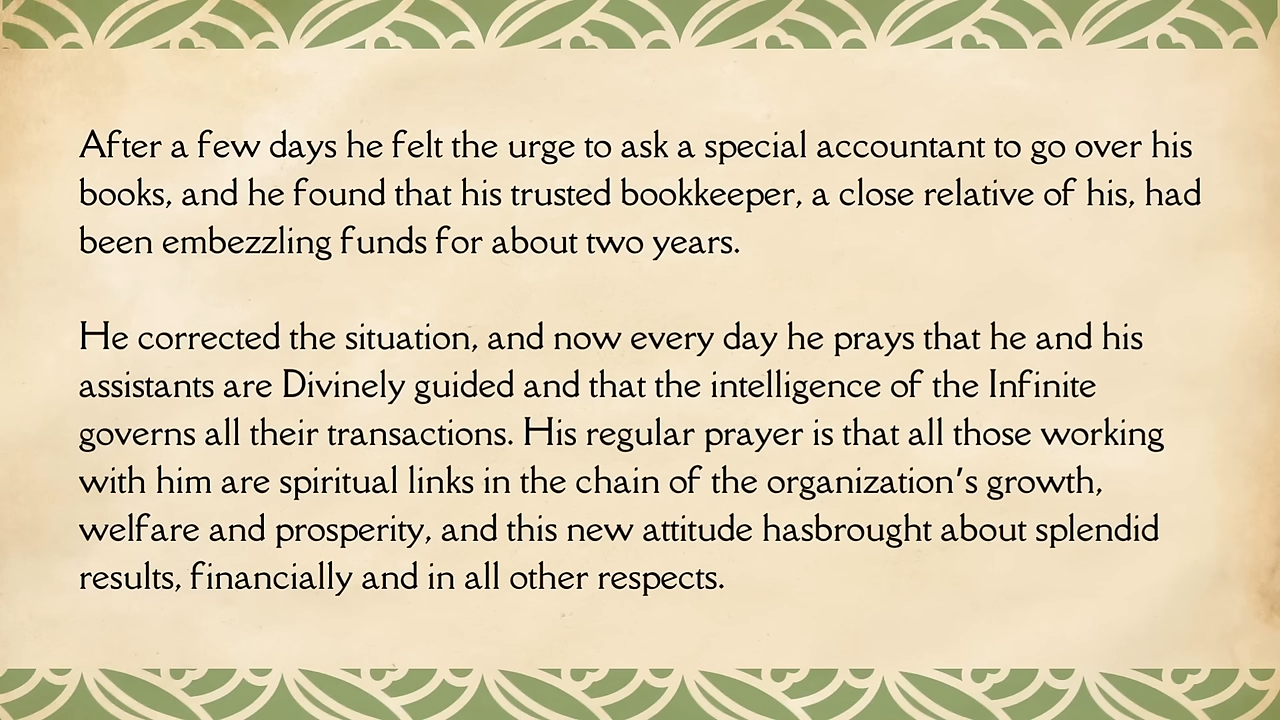 After a few days he felt the urge to ask a special accountant to go over his
books, and he found that his trusted bookkeeper, a close relative of his, had
been embezzling funds for about two years.
He corrected the situation, and now every day he prays that he and his
assistants are Divinely guided and that the intelligence of the Infinite
governs all their transactions. His regular prayer is that all those working
with him are spiritual links in the chain of the organization's growth,
welfare and prosperity, and this new attitude hasbrought about splendid
results, financially and in all other respects.